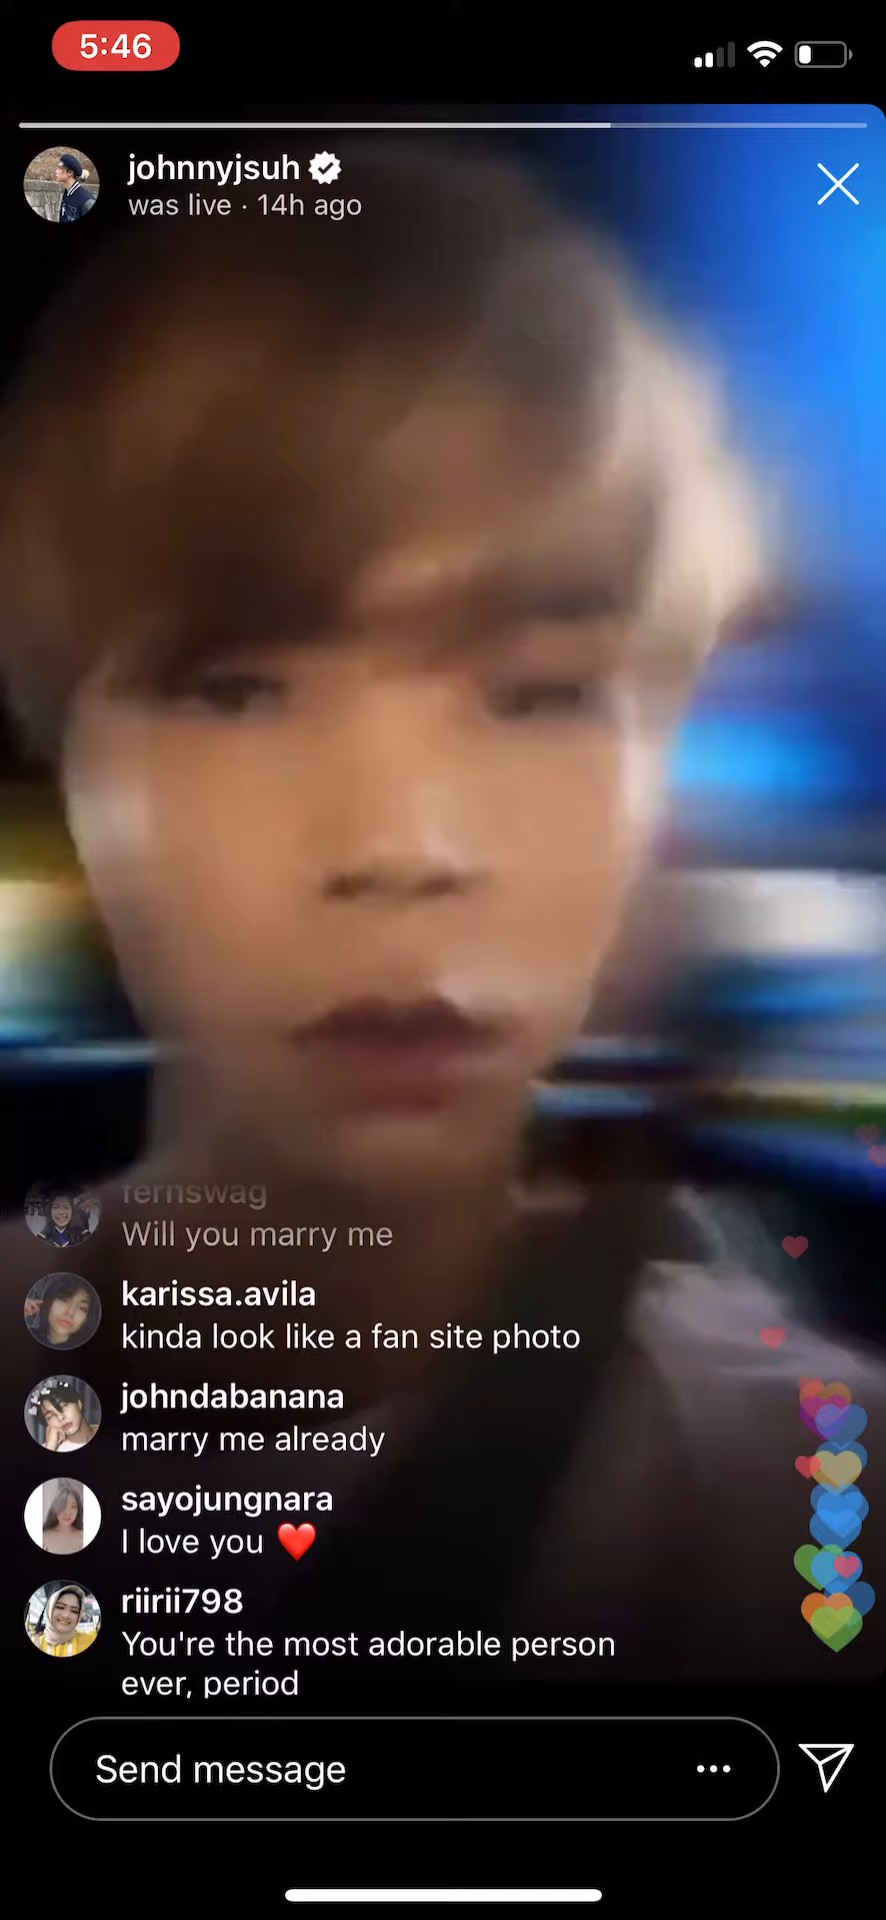 5:46
johnnyjsuh
was live · 14h ago
fernswag
Will you marry me
karissa.avila
kinda look like a fan site photo
johndabanana
marry me already
sayojungnara
I love you ❤️
riirii798
You're the most adorable person
ever, period
Send message